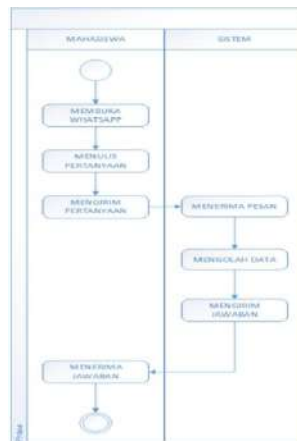 MAHASISWA
SISTEM
MEMBUKA
WHATSAPP
MENULIS
PERTANYAAN
MENGIRIM
PERTANYAAN
MENERIMA PESAN
MENGOLAH DATA
MENGIRIM
JAWABAN
MENERIMA
JAWABAN